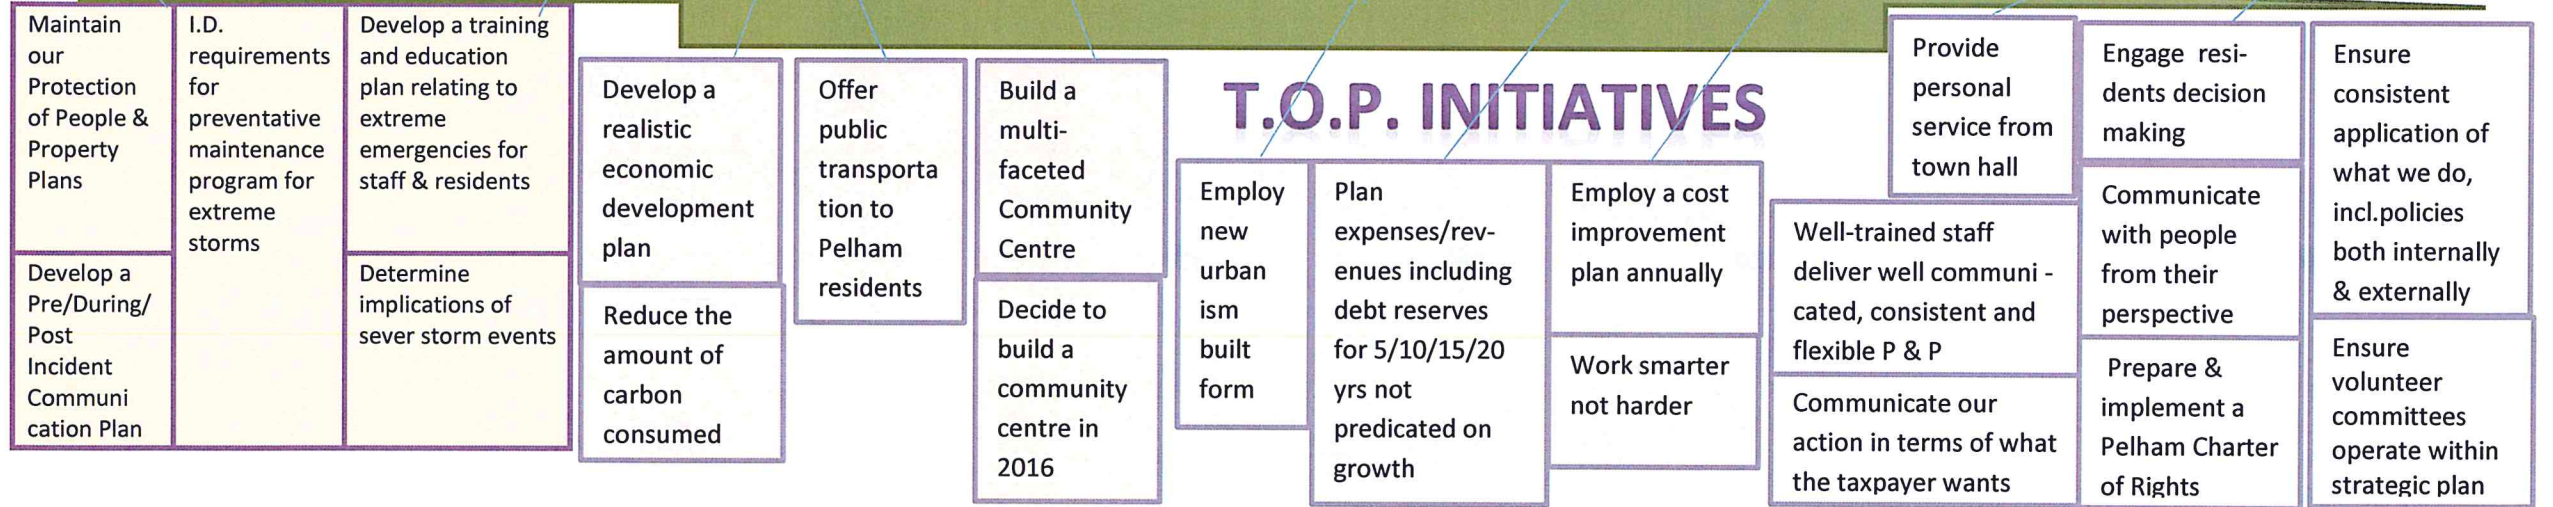 Maintain
our
Protection
of People &
Property
Plans
Develop a
Pre/During/
Post
Incident
Communi
cation Plan
I.D.
requirements
for
preventative
maintenance
program for
extreme
storms
Develop a training
and education
plan relating to
extreme
emergencies for
staff & residents
Determine
implications of
sever storm events
Develop a
realistic
economic
development
plan
Reduce the
amount of
carbon
consumed
Offer
public
transporta
tion to
Pelham
residents
Build a
multi-
faceted
Community
Centre
Decide to
build a
community
centre in
2016
T.O.P. INITIATIVES
Employ
new
urban
ism
built
form
Plan
expenses/rev-
enues including
debt reserves
for 5/10/15/20
yrs not
predicated on
growth
Employ a cost
improvement
plan annually
Work smarter
not harder
Provide
personal
service from
town hall
Well-trained staff
deliver well communi -
cated, consistent and
flexible P & P
Communicate our
action in terms of what
the taxpayer wants
Engage resi-
dents decision
making
Communicate
with people
from their
perspective
Prepare &
implement a
Pelham Charter
of Rights
Ensure
consistent
application of
what we do,
incl.policies
both internally
& externally
Ensure
volunteer
committees
operate within
strategic plan